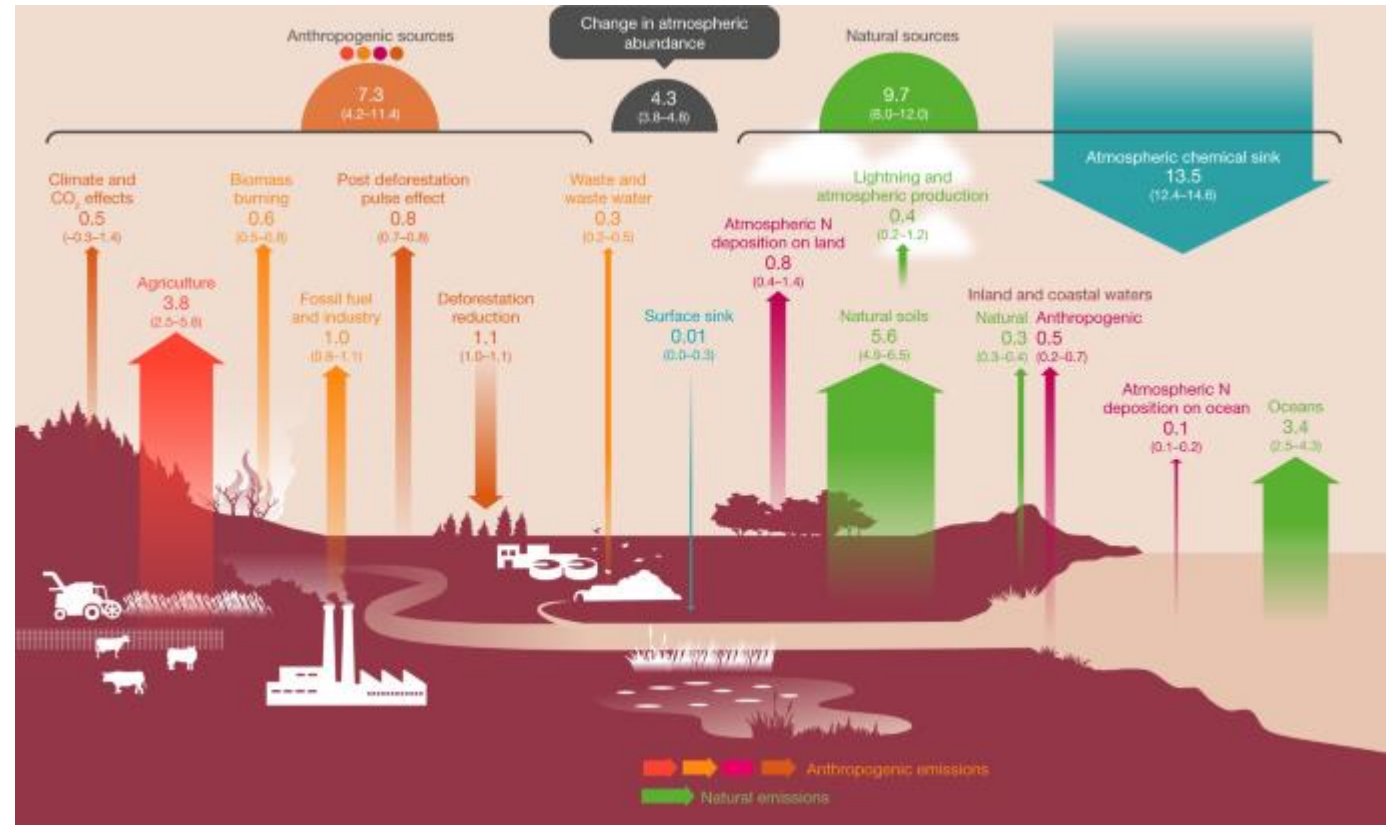 Anthropogenic sources
7.3
(4.2–11.4)
Change in atmospheric
abundance
4.3
(3.8–4.8)
Natural sources
9.7
(8.0–12.0)
Atmospheric chemical sink
13.5
(12.4–14.6)
Climate and
CO₂ effects
0.5
(–0.3–1.4)
Biomass
burning
0.6
(0.5–0.8)
Post deforestation
pulse effect
0.8
(0.7–0.8)
Waste and
waste water
0.3
(0.2–0.5)
Lightning and
atmospheric production
0.4
(0.2–1.2)
Atmospheric N
deposition on land
0.8
(0.4–1.4)
Agriculture
3.8
(2.5–5.8)
Fossil fuel
and industry
1.0
(0.8–1.1)
Deforestation
reduction
1.1
(1.0–1.1)
Surface sink
0.01
(0.0–0.3)
Natural soils
5.6
(4.9–6.5)
Inland and coastal waters
Natural Anthropogenic
0.3 0.5
(0.3–0.4) (0.2–0.7)
Atmospheric N
deposition on ocean
0.1
(0.1–0.2)
Oceans
3.4
(2.5–4.3)
Anthropogenic emissions
Natural emissions